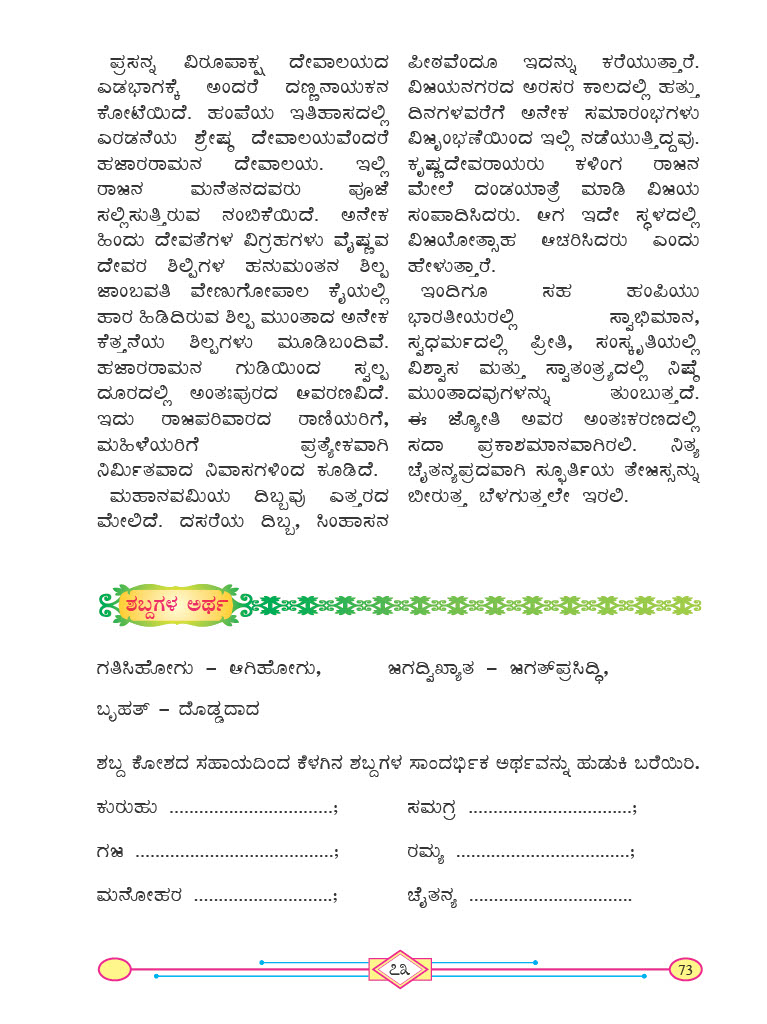 ಪ್ರಸನ್ನ ವಿರೂಪಾಕ್ಷ ದೇವಾಲಯದ
ಎಡಭಾಗಕ್ಕೆ ಅಂದರೆ ದಣ್ಣನಾಯಕನ
ಕೋಟೆಯಿದೆ. ಹಂಪೆಯ ಇತಿಹಾಸದಲ್ಲಿ
ಎರಡನೆಯ ಶ್ರೇಷ್ಠ ದೇವಾಲಯವೆಂದರೆ
ಹಜಾರರಾಮನ ದೇವಾಲಯ. ಇಲ್ಲಿ
ರಾಜನ ಮನೆತನದವರು ಪೂಜೆ
ಸಲ್ಲಿಸುತ್ತಿರುವ ನಂಬಿಕೆಯಿದೆ. ಅನೇಕ
ಹಿಂದು ದೇವತೆಗಳ ವಿಗ್ರಹಗಳು ವೈಷ್ಣವ
ದೇವರ ಶಿಲ್ಪಿಗಳ ಹನುಮಂತನ ಶಿಲ್ಪ
ಜಾಂಬವತಿ ವೇಣುಗೋಪಾಲ ಕೈಯಲ್ಲಿ
ಹಾರ ಹಿಡಿದಿರುವ ಶಿಲ್ಪ ಮುಂತಾದ ಅನೇಕ
ಕೆತ್ತನೆಯ ಶಿಲ್ಪಗಳು ಮೂಡಿಬಂದಿವೆ.
ಹಜಾರರಾಮನ ಗುಡಿಯಿಂದ ಸ್ವಲ್ಪ
ದೂರದಲ್ಲಿ ಅಂತಃಪುರದ ಆವರಣವಿದೆ.
ಇದು ರಾಜಪರಿವಾರದ ರಾಣಿಯರಿಗೆ,
ಮಹಿಳೆಯರಿಗೆ ಪ್ರತ್ಯೇಕವಾಗಿ
ನಿರ್ಮಿತವಾದ ನಿವಾಸಗಳಿಂದ ಕೂಡಿದೆ.
ಮಹಾನವಮಿಯ ದಿಬ್ಬವು ಎತ್ತರದ
ಮೇಲಿದೆ. ದಸರೆಯ ದಿಬ್ಬ, ಸಿಂಹಾಸನ
ಪೀಠವೆಂದೂ ಇದನ್ನು ಕರೆಯುತ್ತಾರೆ.
ವಿಜಯನಗರದ ಅರಸರ ಕಾಲದಲ್ಲಿ ಹತ್ತು
ದಿನಗಳವರೆಗೆ ಅನೇಕ ಸಮಾರಂಭಗಳು
ವಿಜೃಂಭಣೆಯಿಂದ ಇಲ್ಲಿ ನಡೆಯುತ್ತಿದ್ದವು.
ಕೃಷ್ಣದೇವರಾಯರು ಕಳಿಂಗ ರಾಜನ
ಮೇಲೆ ದಂಡಯಾತ್ರೆ ಮಾಡಿ ವಿಜಯ
ಸಂಪಾದಿಸಿದರು. ಆಗ ಇದೇ ಸ್ಥಳದಲ್ಲಿ
ವಿಜಯೋತ್ಸಾಹ ಆಚರಿಸಿದರು ಎಂದು
ಹೇಳುತ್ತಾರೆ.
ಇಂದಿಗೂ ಸಹ ಹಂಪಿಯು
ಭಾರತೀಯರಲ್ಲಿ ಸ್ವಾಭಿಮಾನ,
ಸ್ವಧರ್ಮದಲ್ಲಿ ಪ್ರೀತಿ, ಸಂಸ್ಕೃತಿಯಲ್ಲಿ
ವಿಶ್ವಾಸ ಮತ್ತು ಸ್ವಾತಂತ್ರ್ಯದಲ್ಲಿ ನಿಷ್ಠೆ
ಮುಂತಾದವುಗಳನ್ನು ತುಂಬುತ್ತದೆ.
ಈ ಜ್ಯೋತಿ ಅವರ ಅಂತಃಕರಣದಲ್ಲಿ
ಸದಾ ಪ್ರಕಾಶಮಾನವಾಗಿರಲಿ. ನಿತ್ಯ
ಚೈತನ್ಯಪ್ರದವಾಗಿ ಸ್ಫೂರ್ತಿಯ ತೇಜಸ್ಸನ್ನು
ಬೀರುತ್ತ ಬೆಳಗುತ್ತಲೇ ಇರಲಿ.
ಶಬ್ದಗಳ ಅರ್ಥ
ಗತಿಸಿಹೋಗು – ಆಗಿಹೋಗು, ಜಗದ್ವಿಖ್ಯಾತ – ಜಗತ್‌ಪ್ರಸಿದ್ಧಿ,
ಬೃಹತ್ – ದೊಡ್ಡದಾದ
ಶಬ್ದ ಕೋಶದ ಸಹಾಯದಿಂದ ಕೆಳಗಿನ ಶಬ್ದಗಳ ಸಾಂದರ್ಭಿಕ ಅರ್ಥವನ್ನು ಹುಡುಕಿ ಬರೆಯಿರಿ.
ಕುರುಹು .................................; ಸಮಗ್ರ .................................;
ಗಜ ........................................; ರಮ್ಯ ...................................;
ಮನೋಹರ ............................; ಚೈತನ್ಯ .................................
೭೩ 73